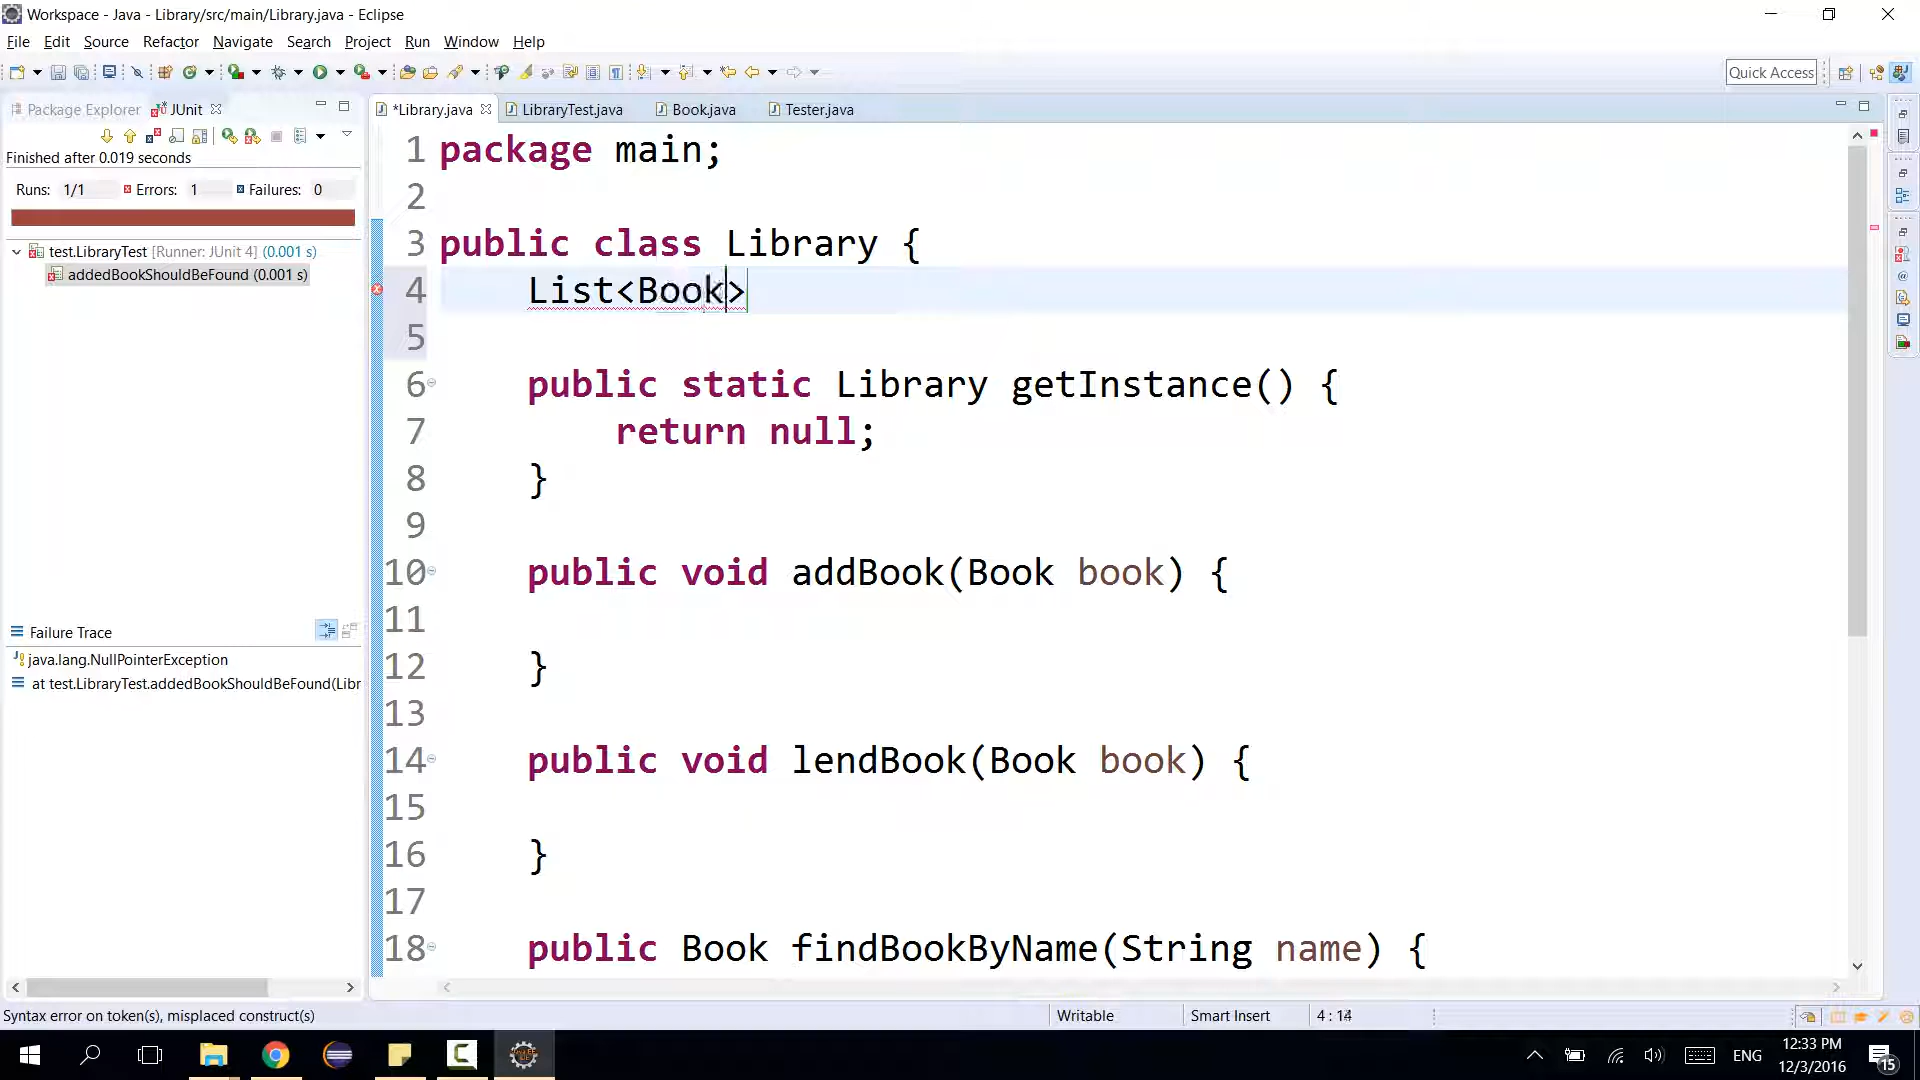 Workspace - Java - Library/src/main/Library.java - Eclipse
File Edit Source Refactor Navigate Search Project Run Window Help
Quick Access
Package Explorer JUnit
*Library.java LibraryTest.java Book.java Tester.java
Finished after 0.019 seconds
Runs: 1/1 Errors: 1 Failures: 0
test.LibraryTest [Runner: JUnit 4] (0.001 s)
addedBookShouldBeFound (0.001 s)
Failure Trace
java.lang.NullPointerException
at test.LibraryTest.addedBookShouldBeFound(Libr
1 package main;
2
3 public class Library {
4 List<Book>
5
6 public static Library getInstance() {
7 return null;
8 }
9
10 public void addBook(Book book) {
11
12 }
13
14 public void lendBook(Book book) {
15
16 }
17
18 public Book findBookByName(String name) {
Syntax error on token(s), misplaced construct(s)
Writable Smart Insert 4 : 14
ENG
12:33 PM
12/3/2016
15